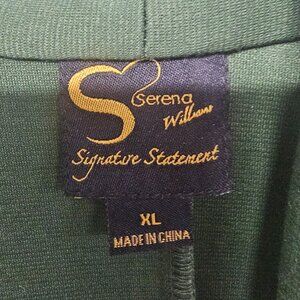 Serena
Williams
Signature Statement
XL
MADE IN CHINA